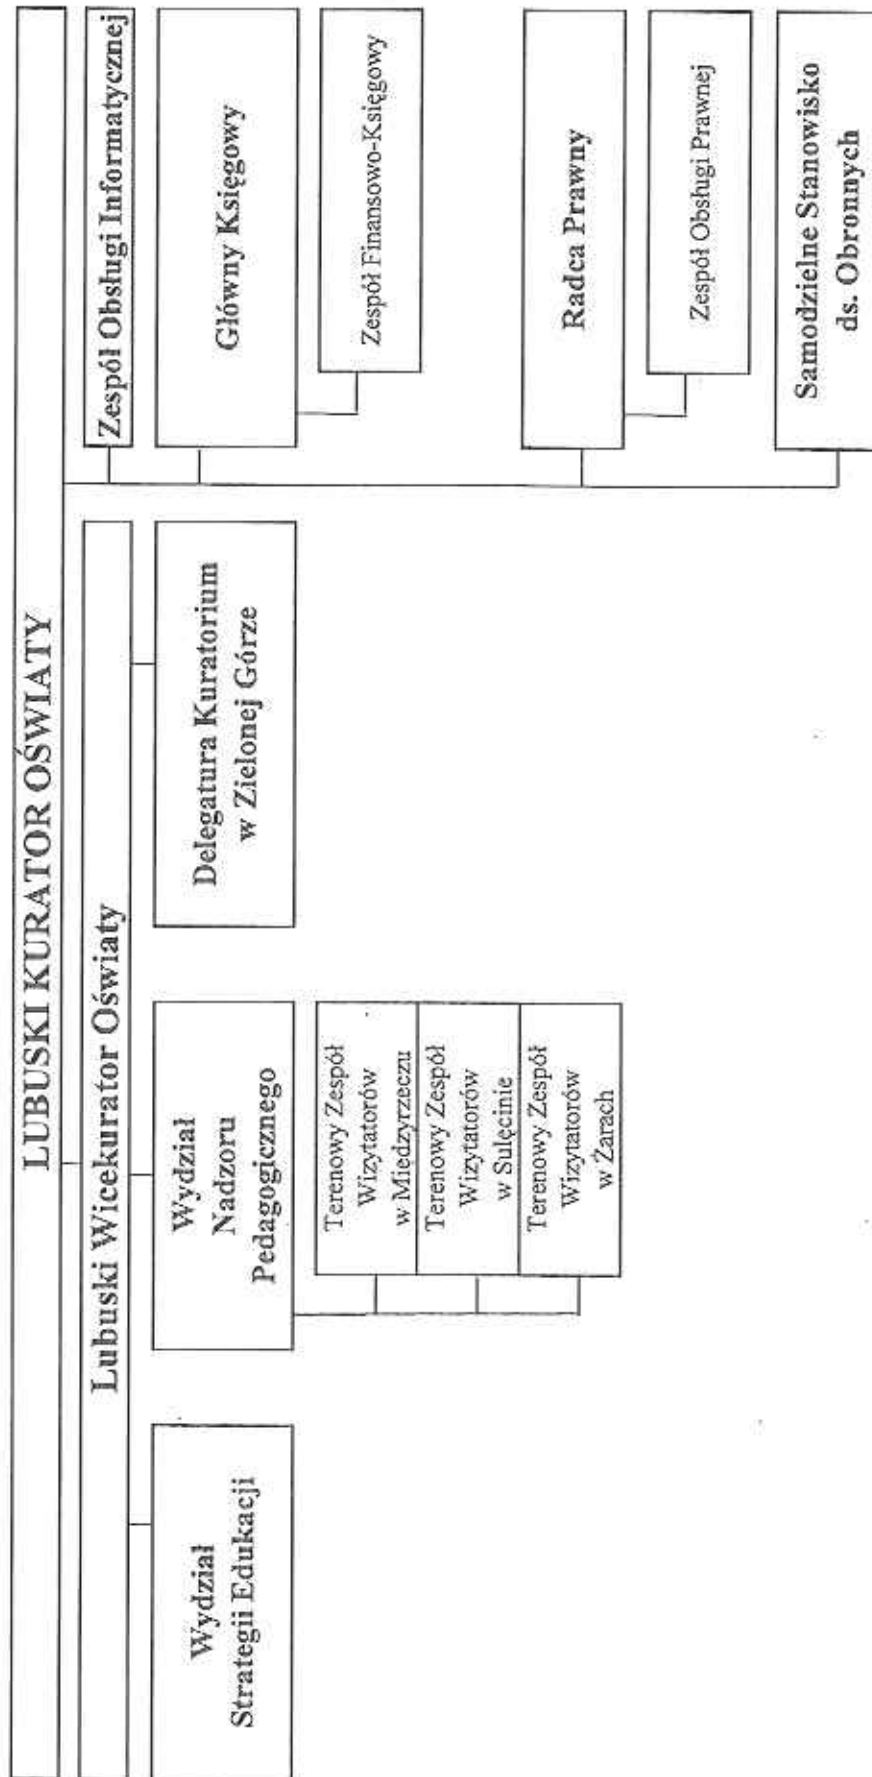 LUBUSKI KURATOR OŚWIATY
Lubuski Wicekurator Oświaty
Wydział
Strategii Edukacji
Wydział
Nadzoru
Pedagogicznego
Terenowy Zespół
Wizytatorów
w Międzyrzeczu
Terenowy Zespół
Wizytatorów
w Sulęcinie
Terenowy Zespół
Wizytatorów
w Żarach
Delegatura Kuratorium
w Zielonej Górze
Zespół Obsługi Informatycznej
Główny Księgowy
Zespół Finansowo-Księgowy
Radca Prawny
Zespół Obsługi Prawnej
Samodzielne Stanowisko
ds. Obronnych